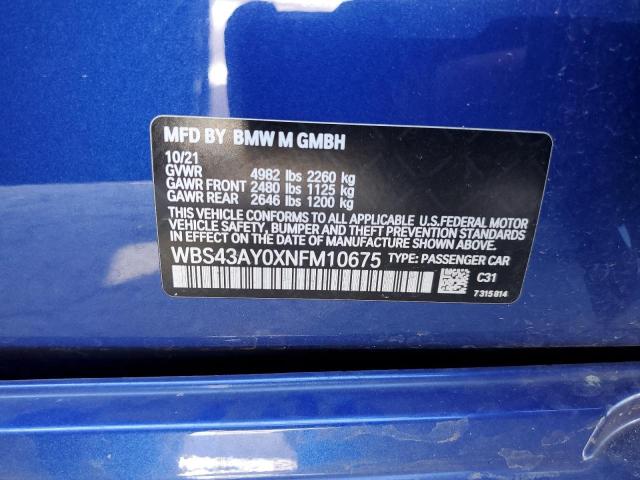 MFD BY BMW M GMBH
10/21
GVWR 4982 lbs 2260 kg
GAWR FRONT 2480 lbs 1125 kg
GAWR REAR 2646 lbs 1200 kg
THIS VEHICLE CONFORMS TO ALL APPLICABLE U.S.FEDERAL MOTOR
VEHICLE SAFETY, BUMPER AND THEFT PREVENTION STANDARDS
IN EFFECT ON THE DATE OF MANUFACTURE SHOWN ABOVE.
WBS43AY0XNFM10675 TYPE: PASSENGER CAR
C31
7315814